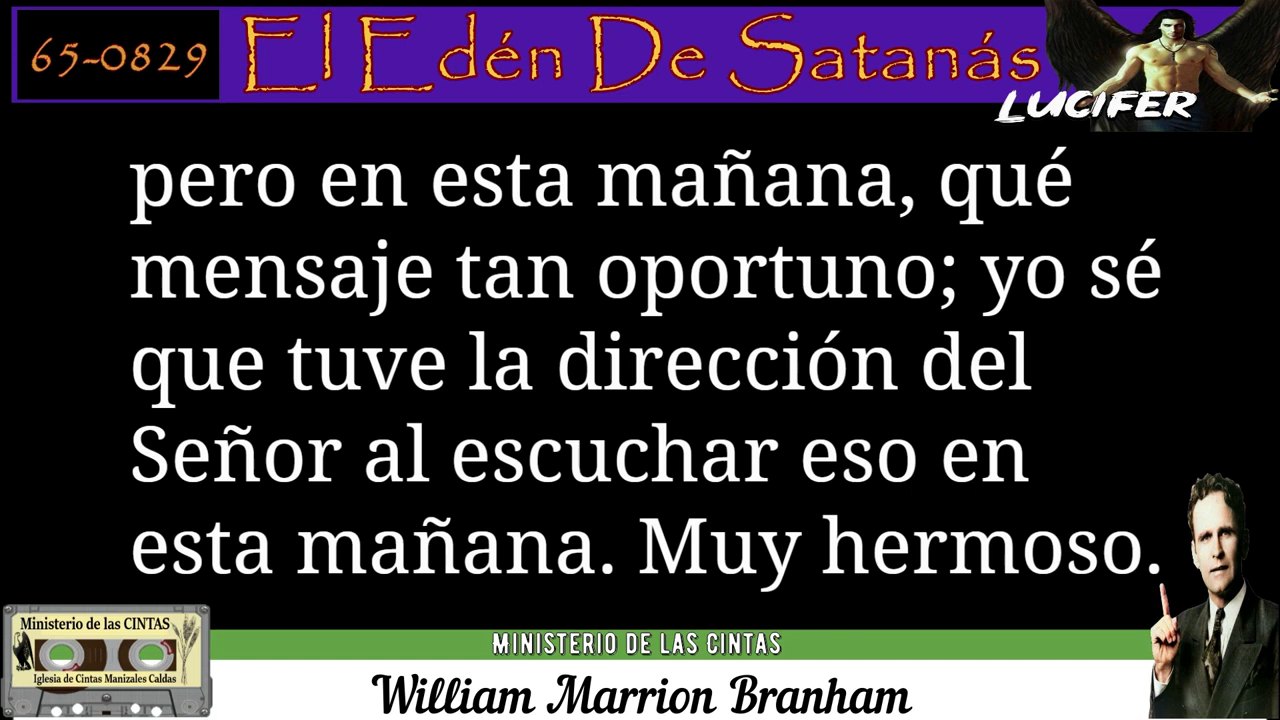 65-0829
El Edén De Satanás
LUCIFER
pero en esta mañana, qué
mensaje tan oportuno; yo sé
que tuve la dirección del
Señor al escuchar eso en
esta mañana. Muy hermoso.
Ministerio de las CINTAS
Iglesia de Cintas Manizales Caldas
MINISTERIO DE LAS CINTAS
William Marrion Branham